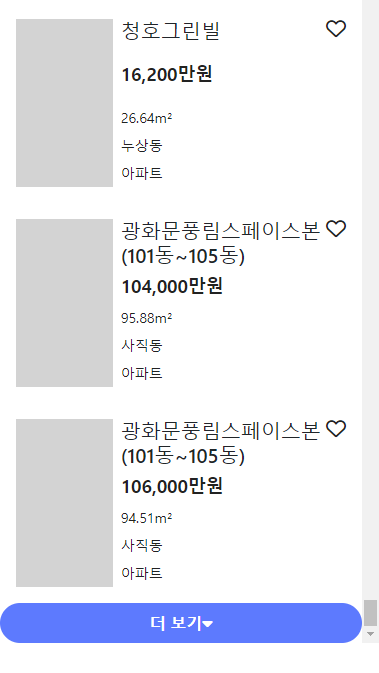 청호그린빌
16,200만원
26.64m²
누상동
아파트
광화문풍림스페이스본
(101동~105동)
104,000만원
95.88m²
사직동
아파트
광화문풍림스페이스본
(101동~105동)
106,000만원
94.51m²
사직동
아파트
더 보기